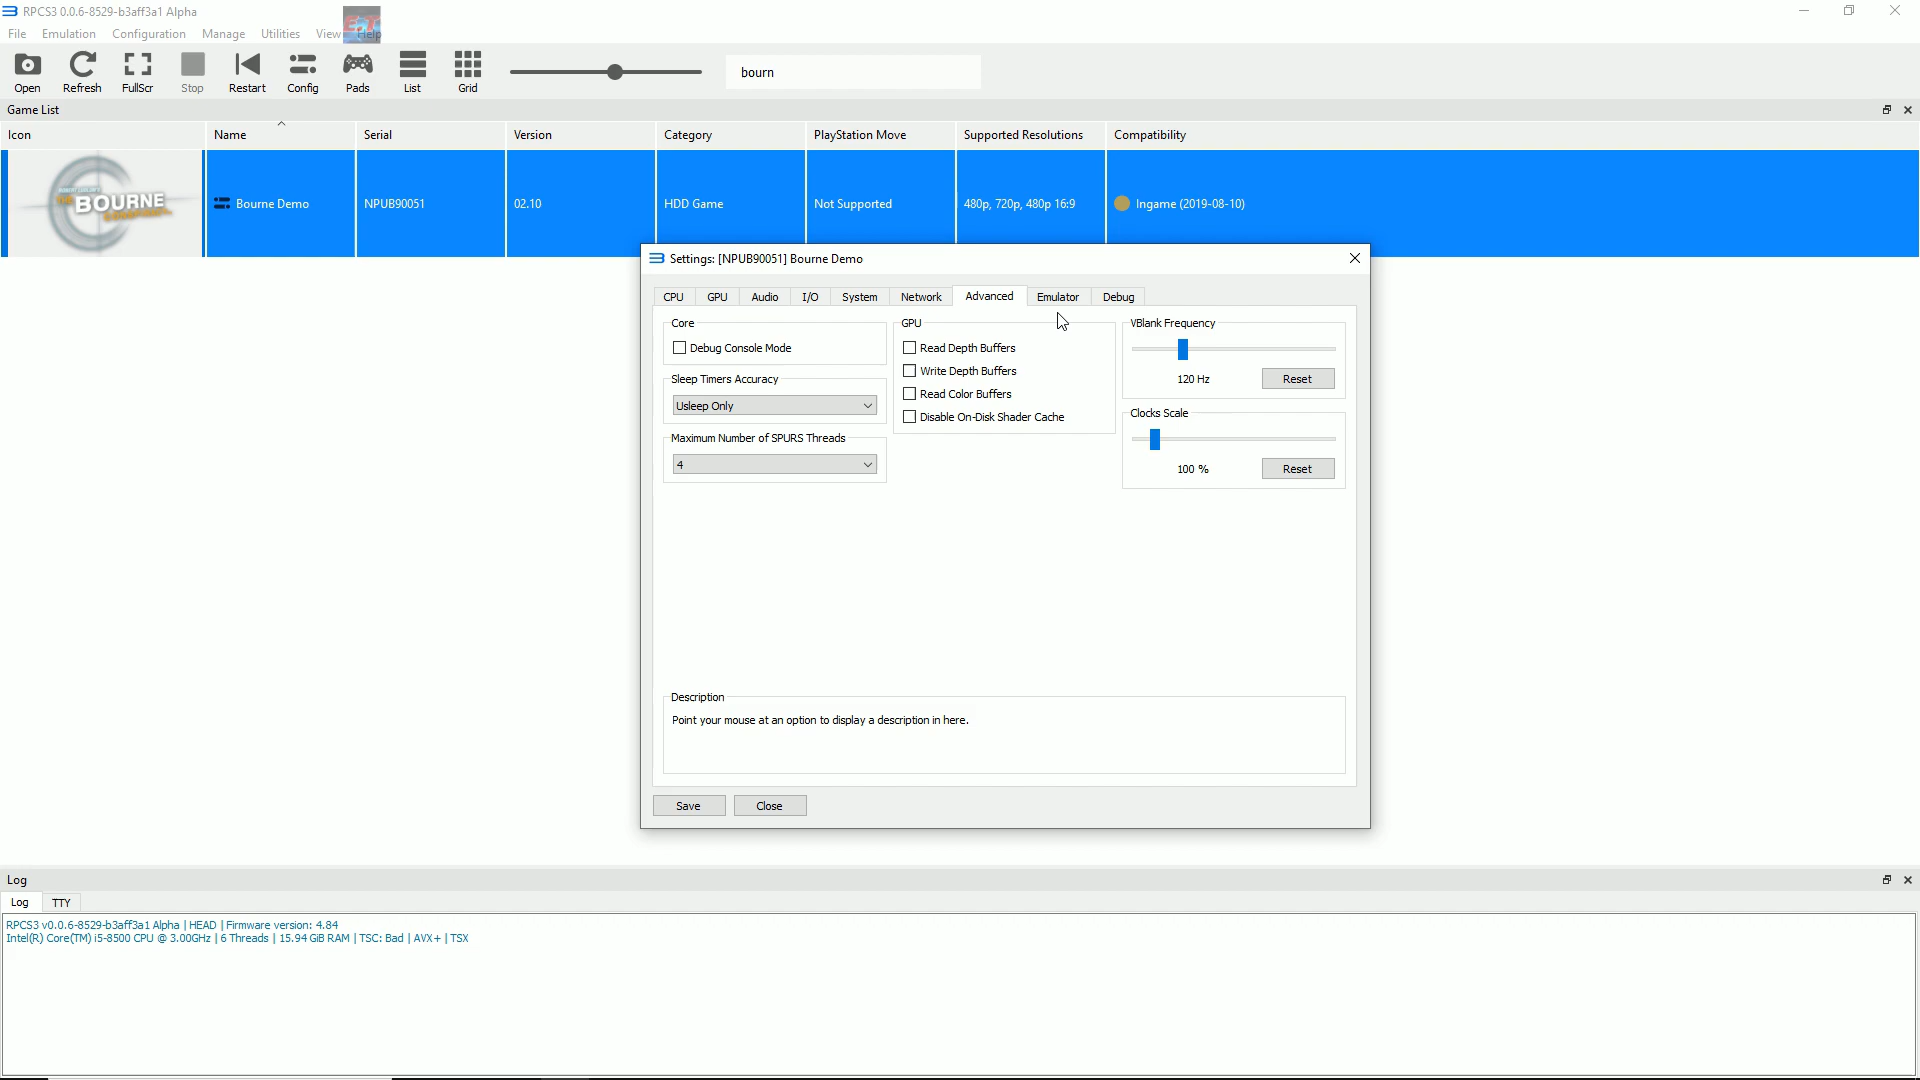 RPCS3 0.0.6-8529-b3aff3a1 Alpha
File Emulation Configuration Manage Utilities View Help
Open Refresh FullScr Stop Restart Config Pads List Grid
bourn
Game List
Icon Name Serial Version Category PlayStation Move Supported Resolutions Compatibility
BOURNE
Bourne Demo NPUB90051 02.10 HDD Game Not Supported 480p, 720p, 480p 16:9 Ingame (2019-08-10)
Settings: [NPUB90051] Bourne Demo
CPU GPU Audio I/O System Network Advanced Emulator Debug
Core
Debug Console Mode
Sleep Timers Accuracy
Usleep Only
Maximum Number of SPURS Threads
4
GPU
Read Depth Buffers
Write Depth Buffers
Read Color Buffers
Disable On-Disk Shader Cache
VBlank Frequency
120 Hz Reset
Clocks Scale
100 % Reset
Description
Point your mouse at an option to display a description in here.
Save Close
Log
Log TTY
RPCS3 v0.0.6-8529-b3aff3a1 Alpha | HEAD | Firmware version: 4.84
Intel(R) Core(TM) i5-8500 CPU @ 3.00GHz | 6 Threads | 15.94 GiB RAM | TSC: Bad | AVX+ | TSX